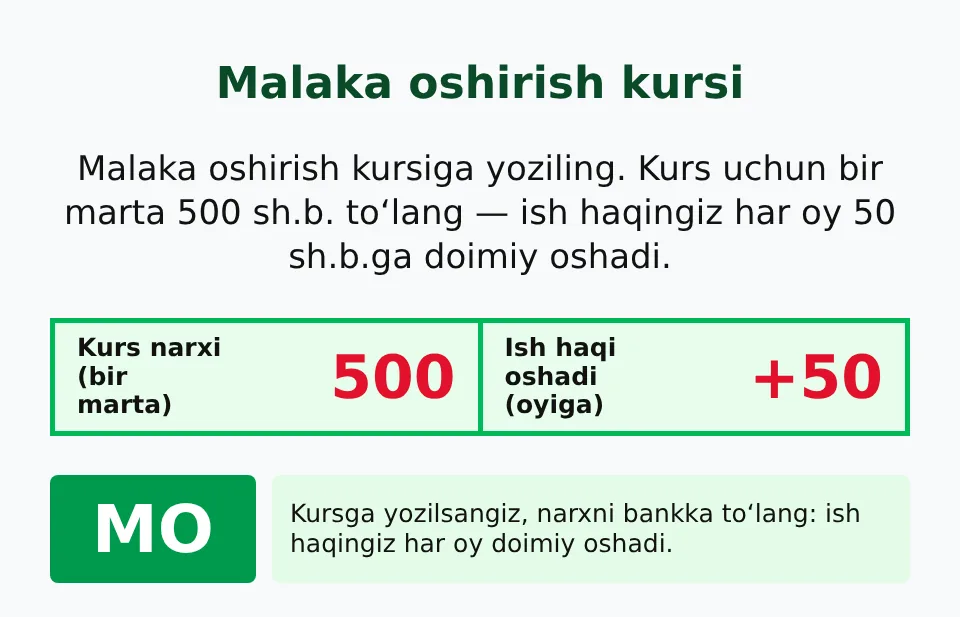 Malaka oshirish kursi
Malaka oshirish kursiga yoziling. Kurs uchun bir
marta 500 sh.b. to‘lang — ish haqingiz har oy 50
sh.b.ga doimiy oshadi.
Kurs narxi
(bir
marta)
500
Ish haqi
oshadi
(oyiga)
+50
MO
Kursga yozilsangiz, narxni bankka to‘lang: ish
haqingiz har oy doimiy oshadi.